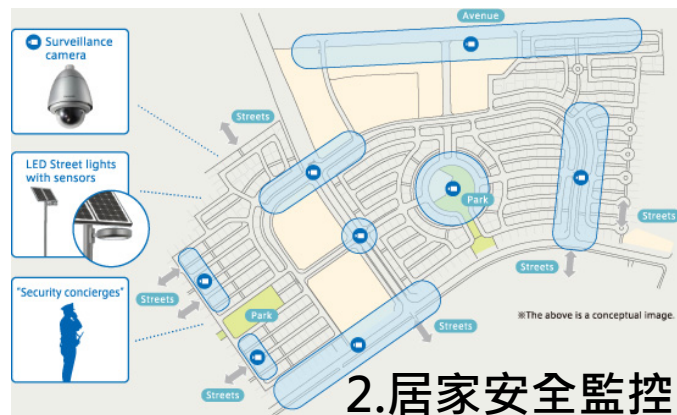 Surveillance
camera
LED Street lights
with sensors
"Security concierges"
Avenue
Streets
Park
Streets
Streets
Streets
Streets
Park
Streets
Streets
※The above is a conceptual image.
2.居家安全監控